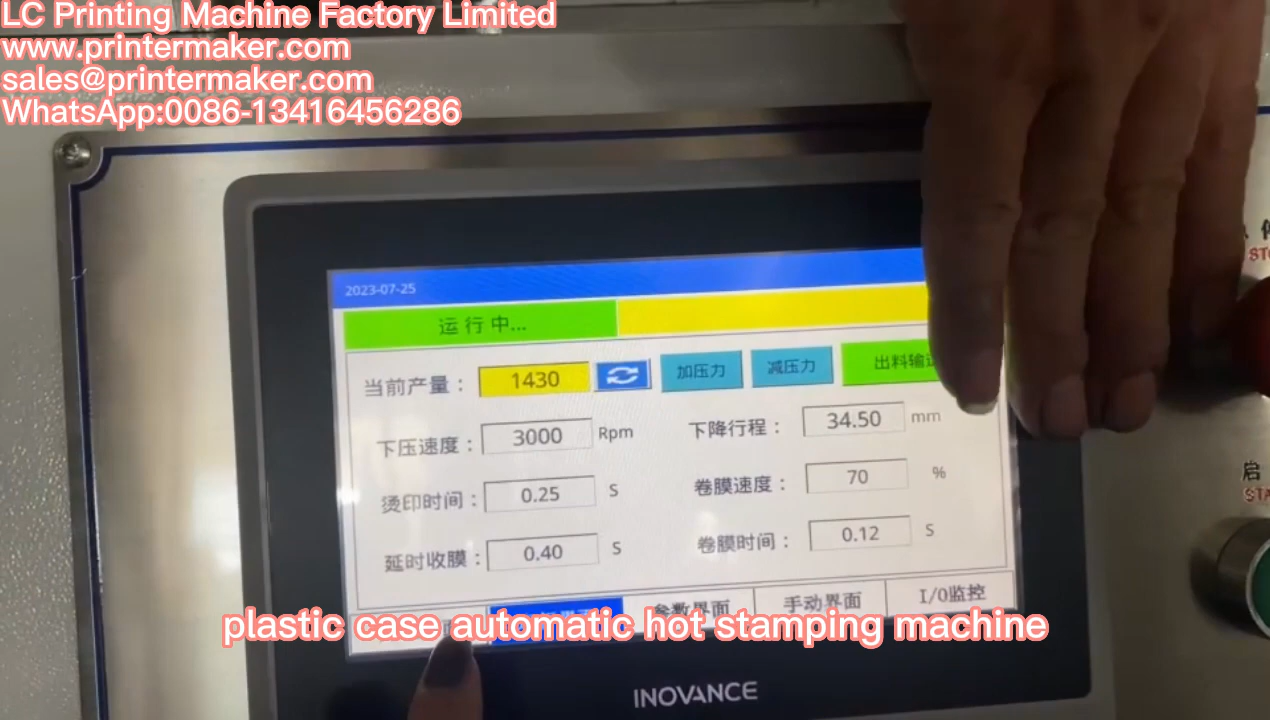 LC Printing Machine Factory Limited
www.printermaker.com
sales@printermaker.com
WhatsApp:0086-13416456286
2023-07-25
运行中...
当前产量： 1430 加压力 减压力 出料输
下压速度： 3000 Rpm 下降行程： 34.50 mm
烫印时间： 0.25 S 卷膜速度： 70 %
延时收膜： 0.40 S 卷膜时间： 0.12 S
参数界面 手动界面 I/O监控
plastic case automatic hot stamping machine
INOVANCE
启